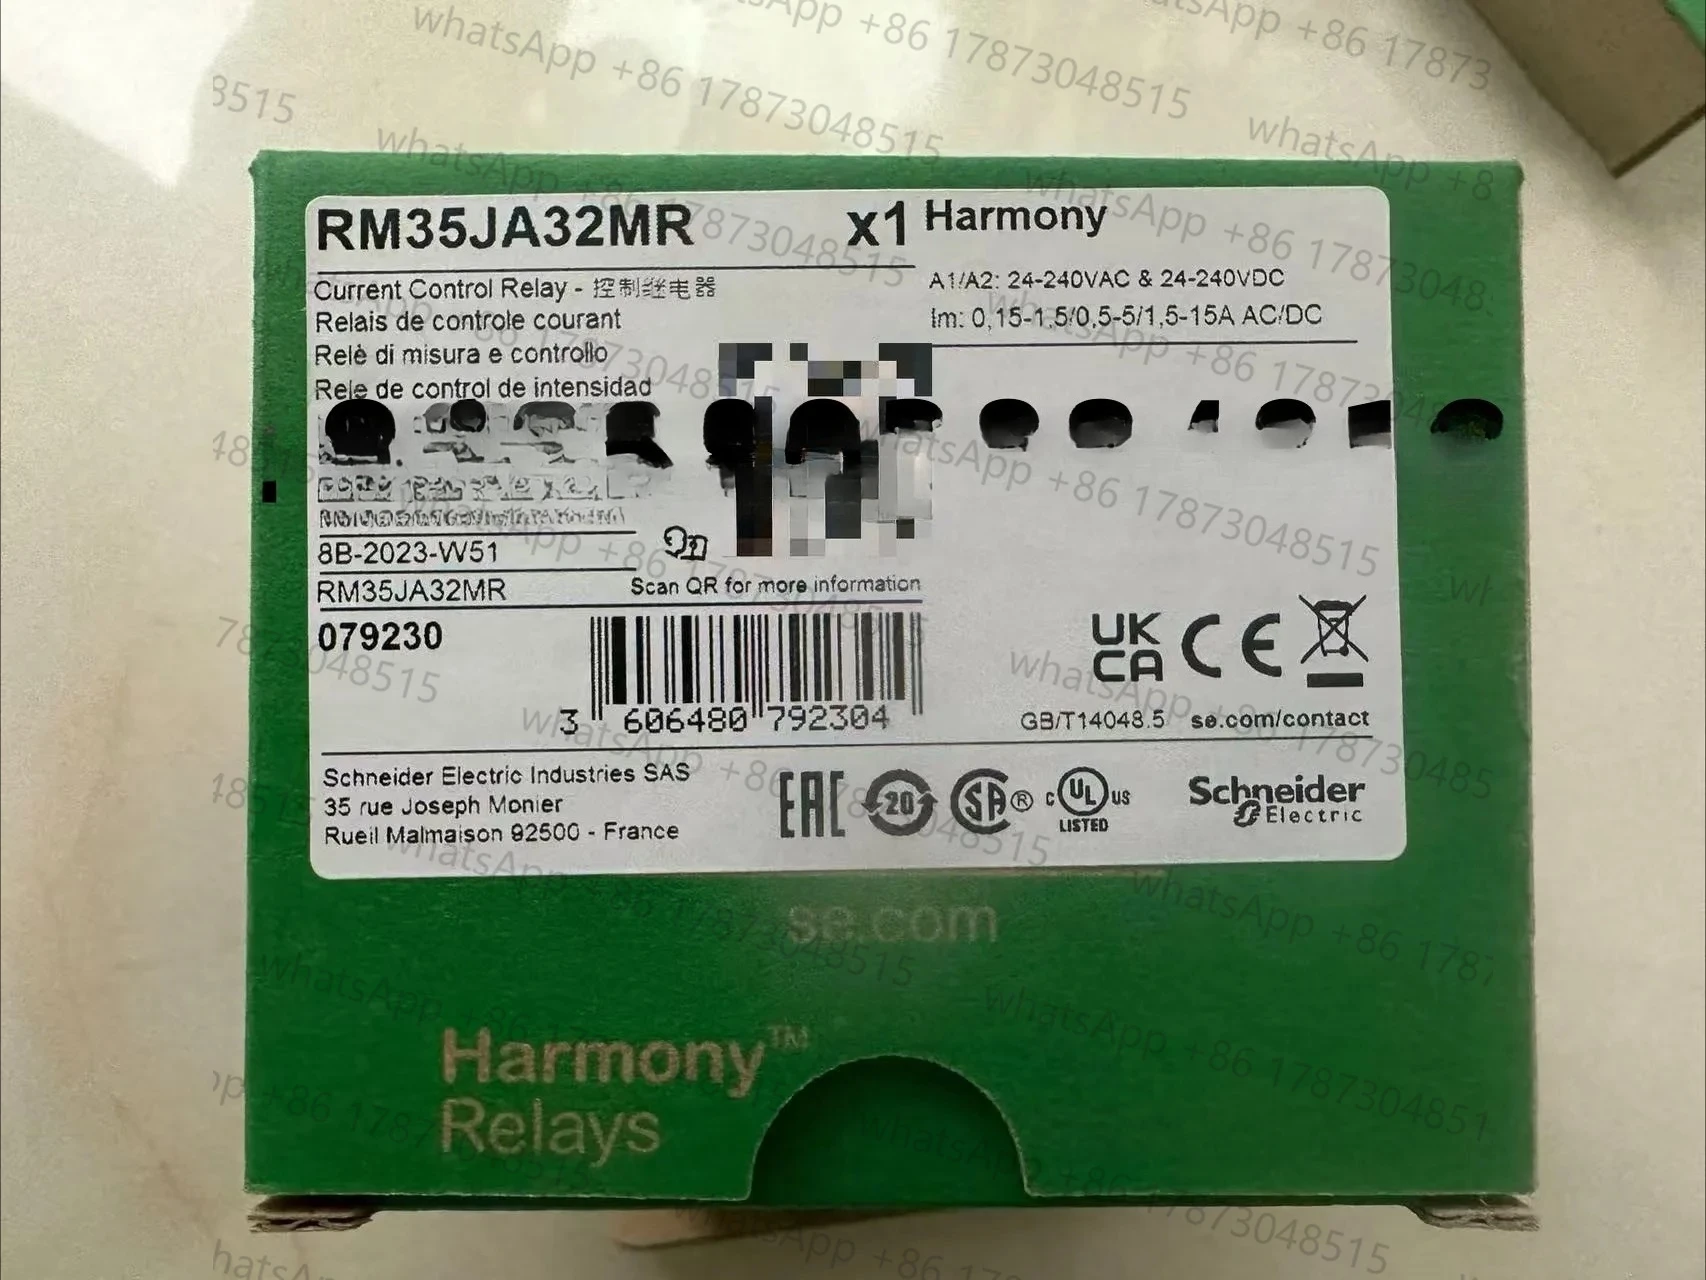 whatsApp +86 17873048515
RM35JA32MR x1 Harmony
Current Control Relay - 控制继电器
Relais de controle courant
Relè di misura e controllo
Rele de control de intensidad
A1/A2: 24-240VAC & 24-240VDC
Im: 0,15-1,5/0,5-5/1,5-15A AC/DC
8B-2023-W51
RM35JA32MR
Scan QR for more information
079230
3 606480 792304
UK
CA
CE
GB/T14048.5 se.com/contact
Schneider Electric Industries SAS
35 rue Joseph Monier
Rueil Malmaison 92500 - France
EAC
20
SA®
c UL us
LISTED
Schneider
Electric
se.com
Harmony™
Relays